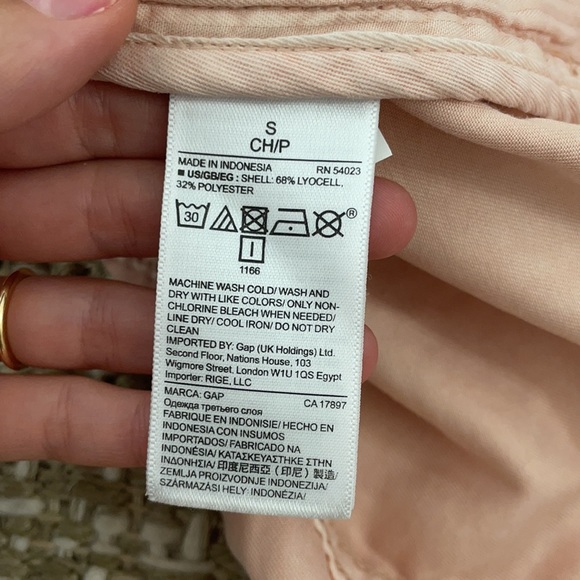 S
CH/P
MADE IN INDONESIA RN 54023
■ US/GB/EG : SHELL: 68% LYOCELL,
32% POLYESTER
30 ®
1166
MACHINE WASH COLD/ WASH AND
DRY WITH LIKE COLORS/ ONLY NON-
CHLORINE BLEACH WHEN NEEDED/
LINE DRY/ COOL IRON/ DO NOT DRY
CLEAN
IMPORTED BY: Gap (UK Holdings) Ltd.
Second Floor, Nations House, 103
Wigmore Street, London W1U 1QS Egypt
Importer: RIGE, LLC
MARCA: GAP CA 17897
Одежда третьего слоя
FABRIQUE EN INDONISIE/ HECHO EN
INDONESIA CON INSUMOS
IMPORTADOS/ FABRICADO NA
INDONÉSIA/ ΚΑΤΑΣΚΕΥΑΣΤΗΚΕ ΣΤΗΝ
ΙΝΔΟΝΗΣΙΑ/ 印度尼西亞 (印尼) 製造/
ZEMLJA PROIZVODNJE INDONEZIJA/
SZÁRMAZÁSI HELY: INDONÉZIA/